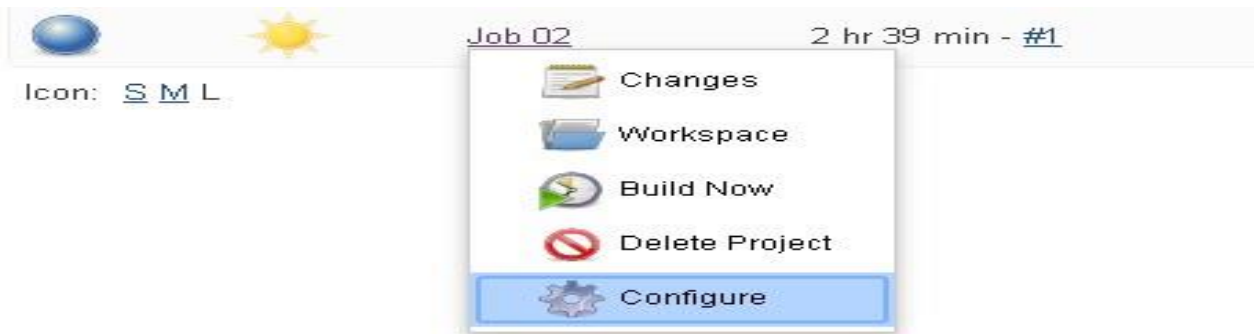 Job 02 2 hr 39 min - #1
Icon: S M L
Changes
Workspace
Build Now
Delete Project
Configure